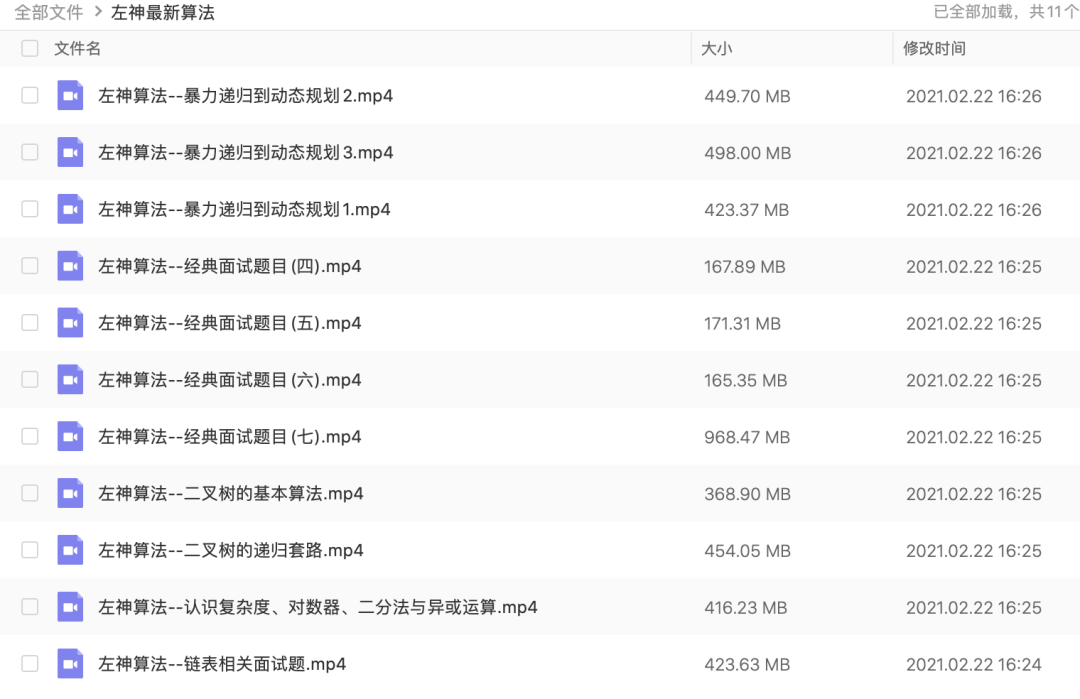 全部文件 > 左神最新算法 已全部加载，共11个
文件名 大小 修改时间
左神算法--暴力递归到动态规划2.mp4 449.70 MB 2021.02.22 16:26
左神算法--暴力递归到动态规划3.mp4 498.00 MB 2021.02.22 16:26
左神算法--暴力递归到动态规划1.mp4 423.37 MB 2021.02.22 16:26
左神算法--经典面试题目(四).mp4 167.89 MB 2021.02.22 16:25
左神算法--经典面试题目(五).mp4 171.31 MB 2021.02.22 16:25
左神算法--经典面试题目(六).mp4 165.35 MB 2021.02.22 16:25
左神算法--经典面试题目(七).mp4 968.47 MB 2021.02.22 16:25
左神算法--二叉树的基本算法.mp4 368.90 MB 2021.02.22 16:25
左神算法--二叉树的递归套路.mp4 454.05 MB 2021.02.22 16:25
左神算法--认识复杂度、对数器、二分法与异或运算.mp4 416.23 MB 2021.02.22 16:25
左神算法--链表相关面试题.mp4 423.63 MB 2021.02.22 16:24